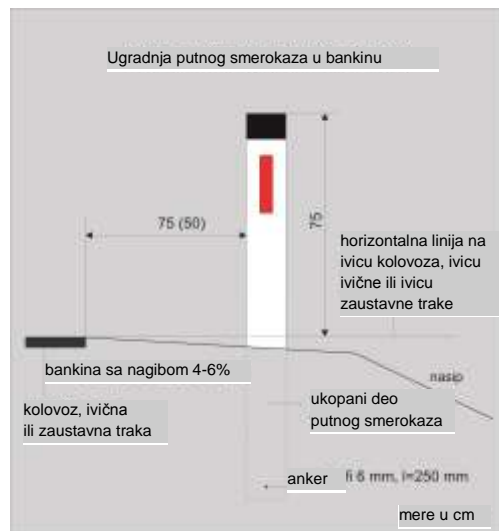 Ugradnja putnog smerokaza u bankinu
75 (50)
75
horizontalna linija na
ivicu kolovoza, ivicu
ivične ili ivicu
zaustavne trake
bankina sa nagibom 4-6%
nasip
kolovoz, ivična
ili zaustavna traka
ukopani deo
putnog smerokaza
anker fi 6 mm, l=250 mm
mere u cm